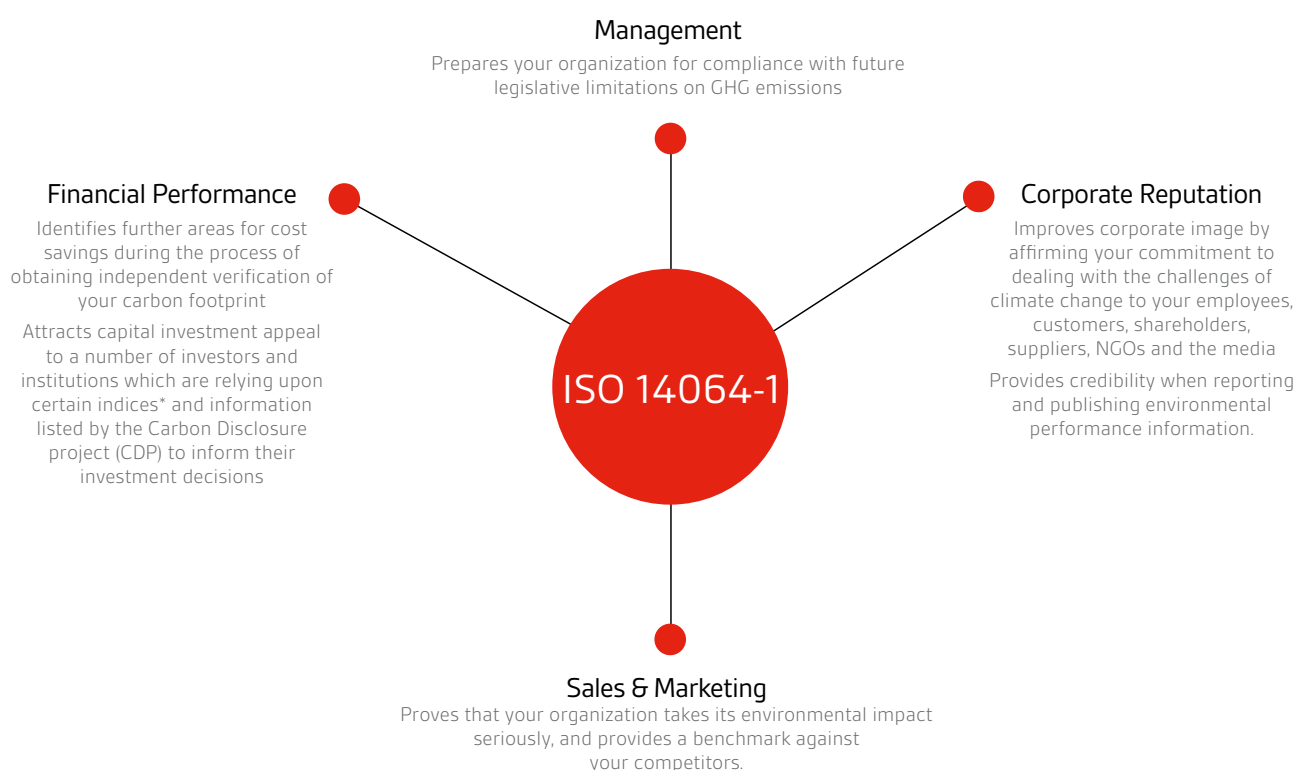 Management
Prepares your organization for compliance with future
legislative limitations on GHG emissions
Financial Performance
Identifies further areas for cost
savings during the process of
obtaining independent verification of
your carbon footprint
Attracts capital investment appeal
to a number of investors and
institutions which are relying upon
certain indices* and information
listed by the Carbon Disclosure
project (CDP) to inform their
investment decisions
Corporate Reputation
Improves corporate image by
affirming your commitment to
dealing with the challenges of
climate change to your employees,
customers, shareholders,
suppliers, NGOs and the media
Provides credibility when reporting
and publishing environmental
performance information.
ISO 14064-1
Sales & Marketing
Proves that your organization takes its environmental impact
seriously, and provides a benchmark against
your competitors.